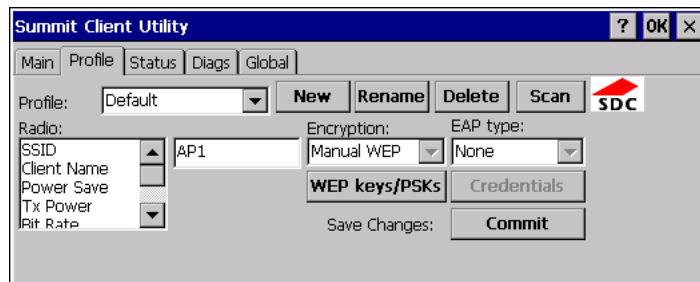 Summit Client Utility ? OK ×
Main Profile Status Diags Global
Profile: Default New Rename Delete Scan SDC
Radio: Encryption: EAP type:
SSID AP1 Manual WEP None
Client Name
Power Save WEP keys/PSKs Credentials
Tx Power
Bit Rate Save Changes: Commit